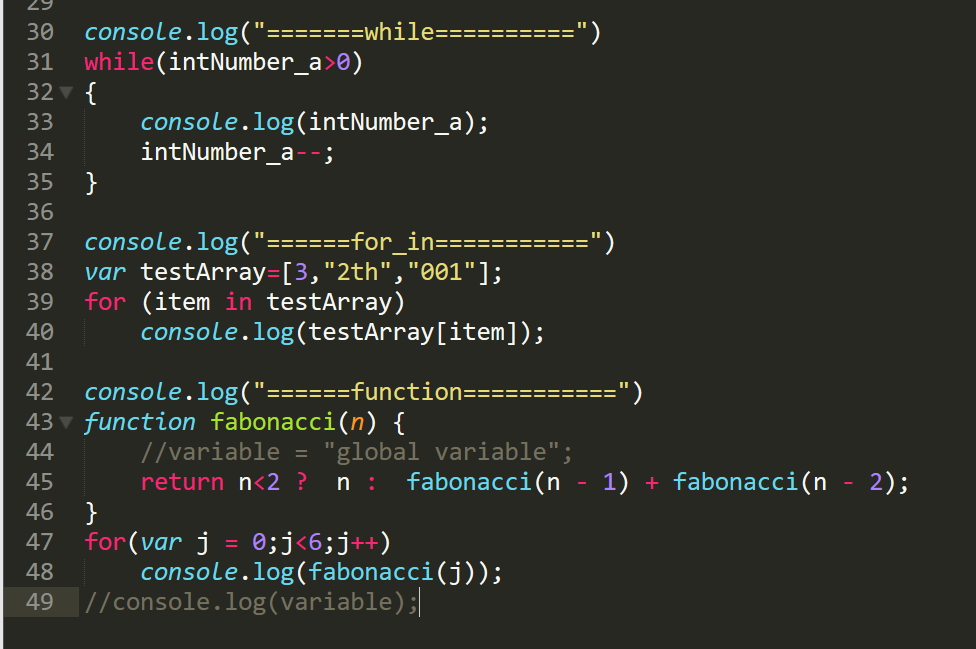 29
30 console.log("=======while==========")
31 while(intNumber_a>0)
32 {
33     console.log(intNumber_a);
34     intNumber_a--;
35 }
36
37 console.log("======for_in===========")
38 var testArray=[3,"2th","001"];
39 for (item in testArray)
40     console.log(testArray[item]);
41
42 console.log("======function===========")
43 function fabonacci(n) {
44     //variable = "global variable";
45     return n<2 ?  n :  fabonacci(n - 1) + fabonacci(n - 2);
46 }
47 for(var j = 0;j<6;j++)
48     console.log(fabonacci(j));
49 //console.log(variable);